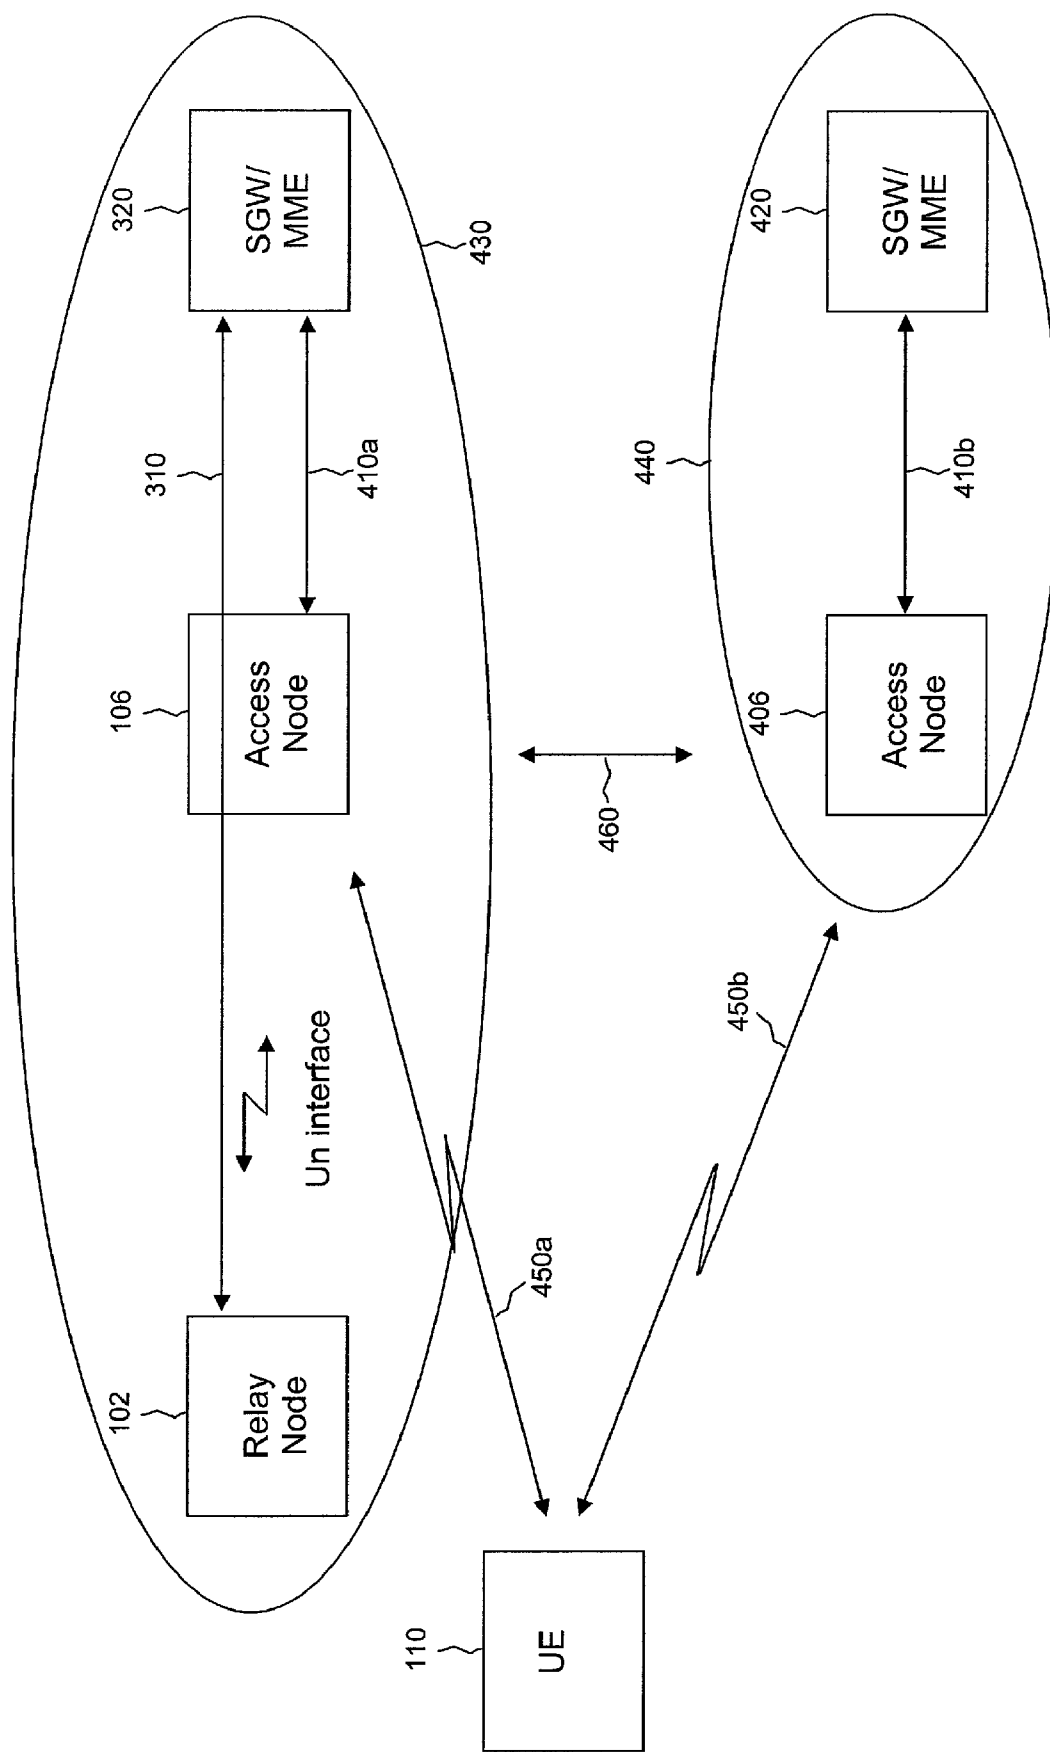 102
106
320
310
Relay
Node
Access
Node
SGW/
MME
Un interface
410a
110
430
450a
UE
460
440
450b
406
420
Access
Node
SGW/
MME
410b